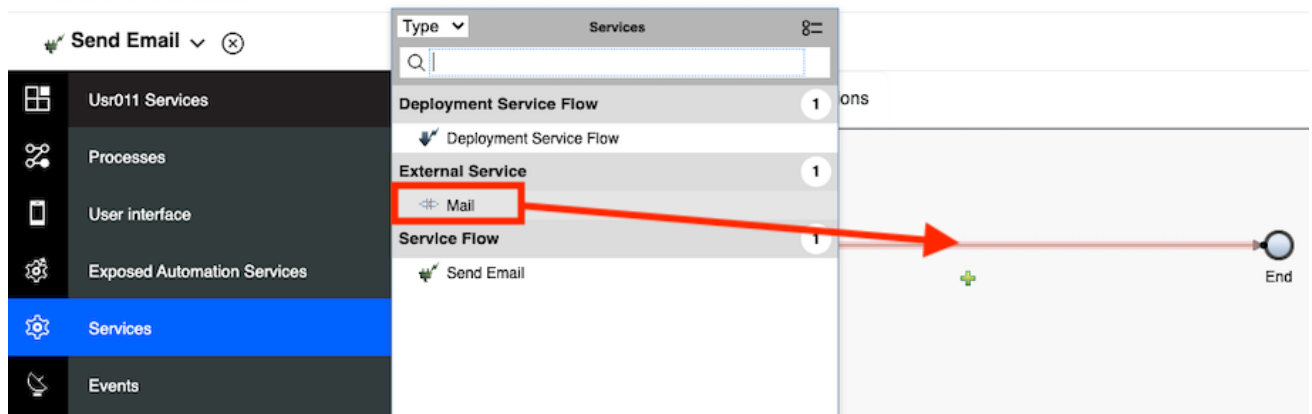 Send Email
Type Services
Usr011 Services
Deployment Service Flow 1
ons
Deployment Service Flow
Processes
External Service 1
Mail
User interface
Service Flow 1
Exposed Automation Services
Send Email
End
Services
Events